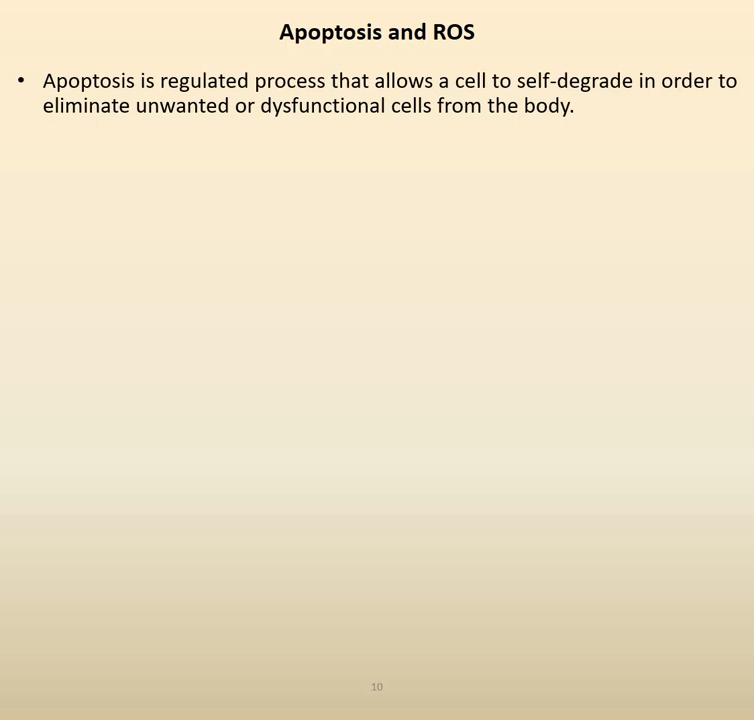 Apoptosis and ROS
• Apoptosis is regulated process that allows a cell to self-degrade in order to
eliminate unwanted or dysfunctional cells from the body.
10